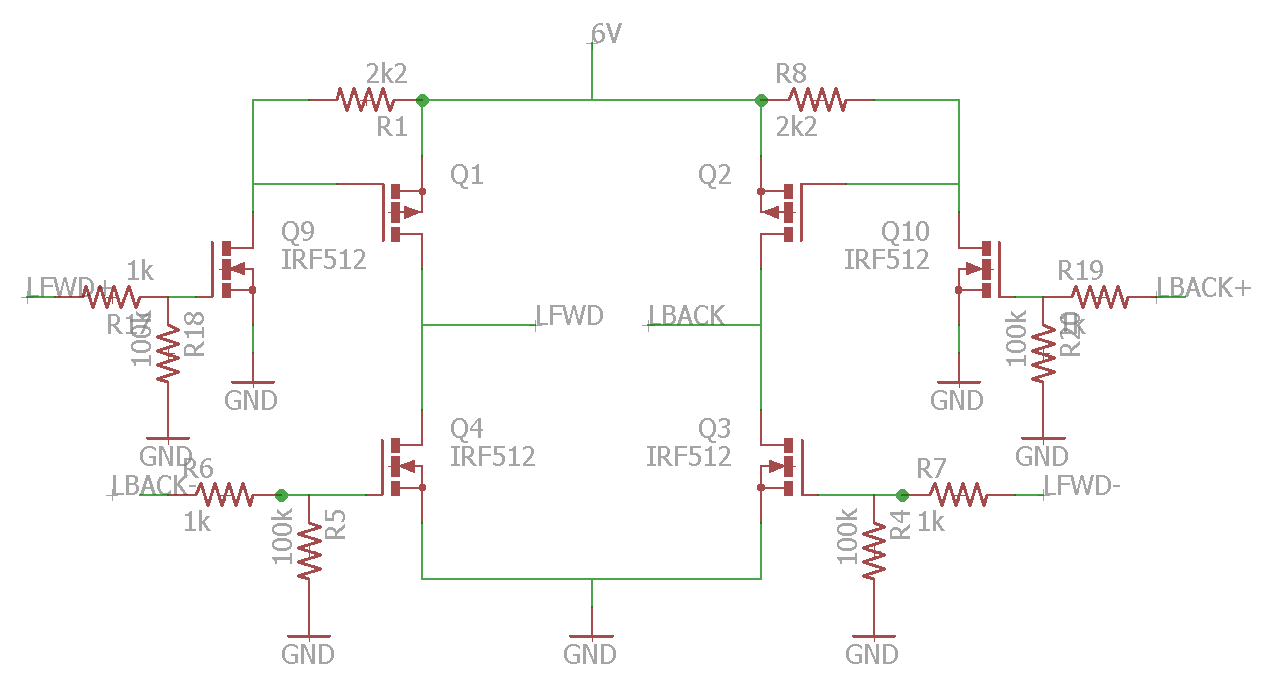 6V
2k2
R8
R1
2k2
Q1
Q2
Q9
Q10
IRF512
IRF512
1k
R19
LFWD+
LBACK+
100k
R18
LFWD
LBACK
100k
1k
GND
GND
Q4
Q3
IRF512
IRF512
GND
GND
R6
R7
LBACK-
LFWD-
1k
1k
100k
R5
100k
R4
GND
GND
GND